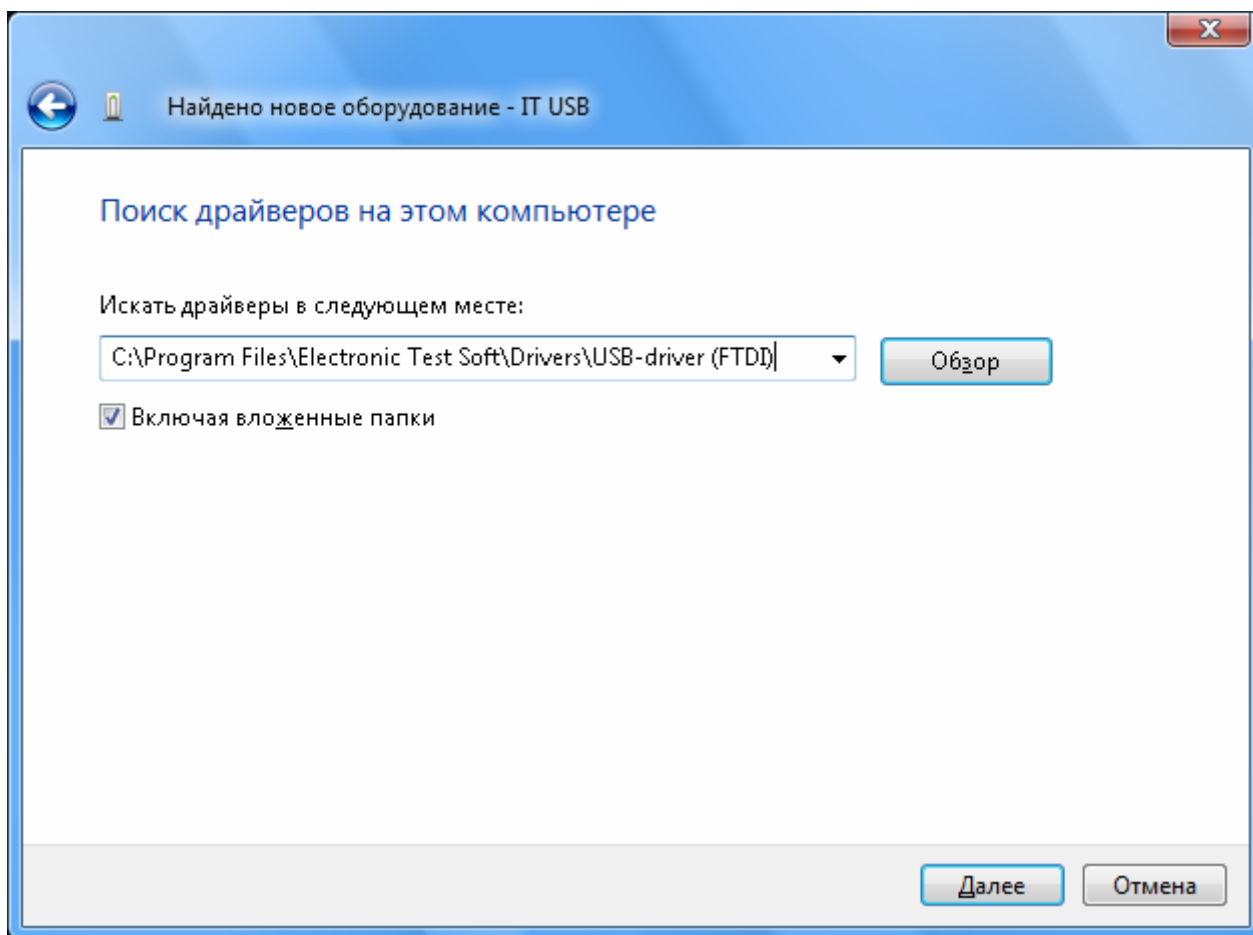 Найдено новое оборудование - IT USB
Поиск драйверов на этом компьютере
Искать драйверы в следующем месте:
C:\Program Files\Electronic Test Soft\Drivers\USB-driver (FTDI)
Обзор
Включая вложенные папки
Далее
Отмена